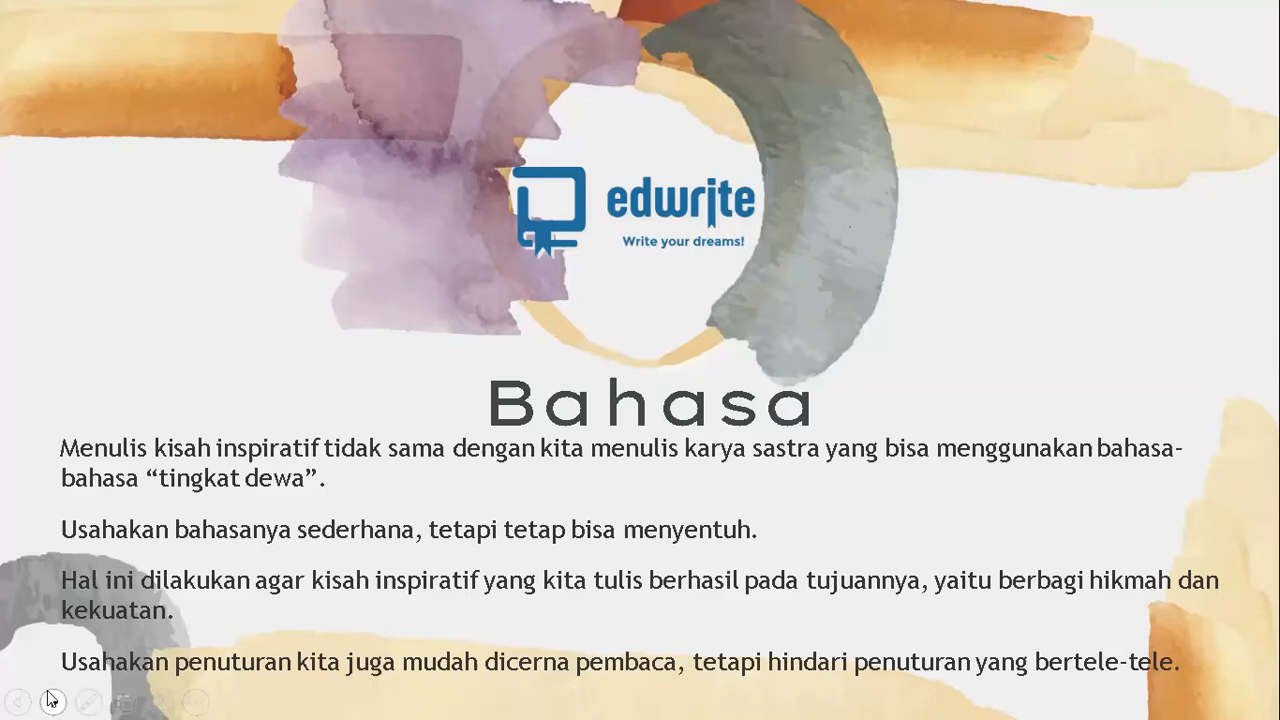 edwrite
Write your dreams!
Bahasa
Menulis kisah inspiratif tidak sama dengan kita menulis karya sastra yang bisa menggunakan bahasa-
bahasa “tingkat dewa”.
Usahakan bahasanya sederhana, tetapi tetap bisa menyentuh.
Hal ini dilakukan agar kisah inspiratif yang kita tulis berhasil pada tujuannya, yaitu berbagi hikmah dan
kekuatan.
Usahakan penuturan kita juga mudah dicerna pembaca, tetapi hindari penuturan yang bertele-tele.